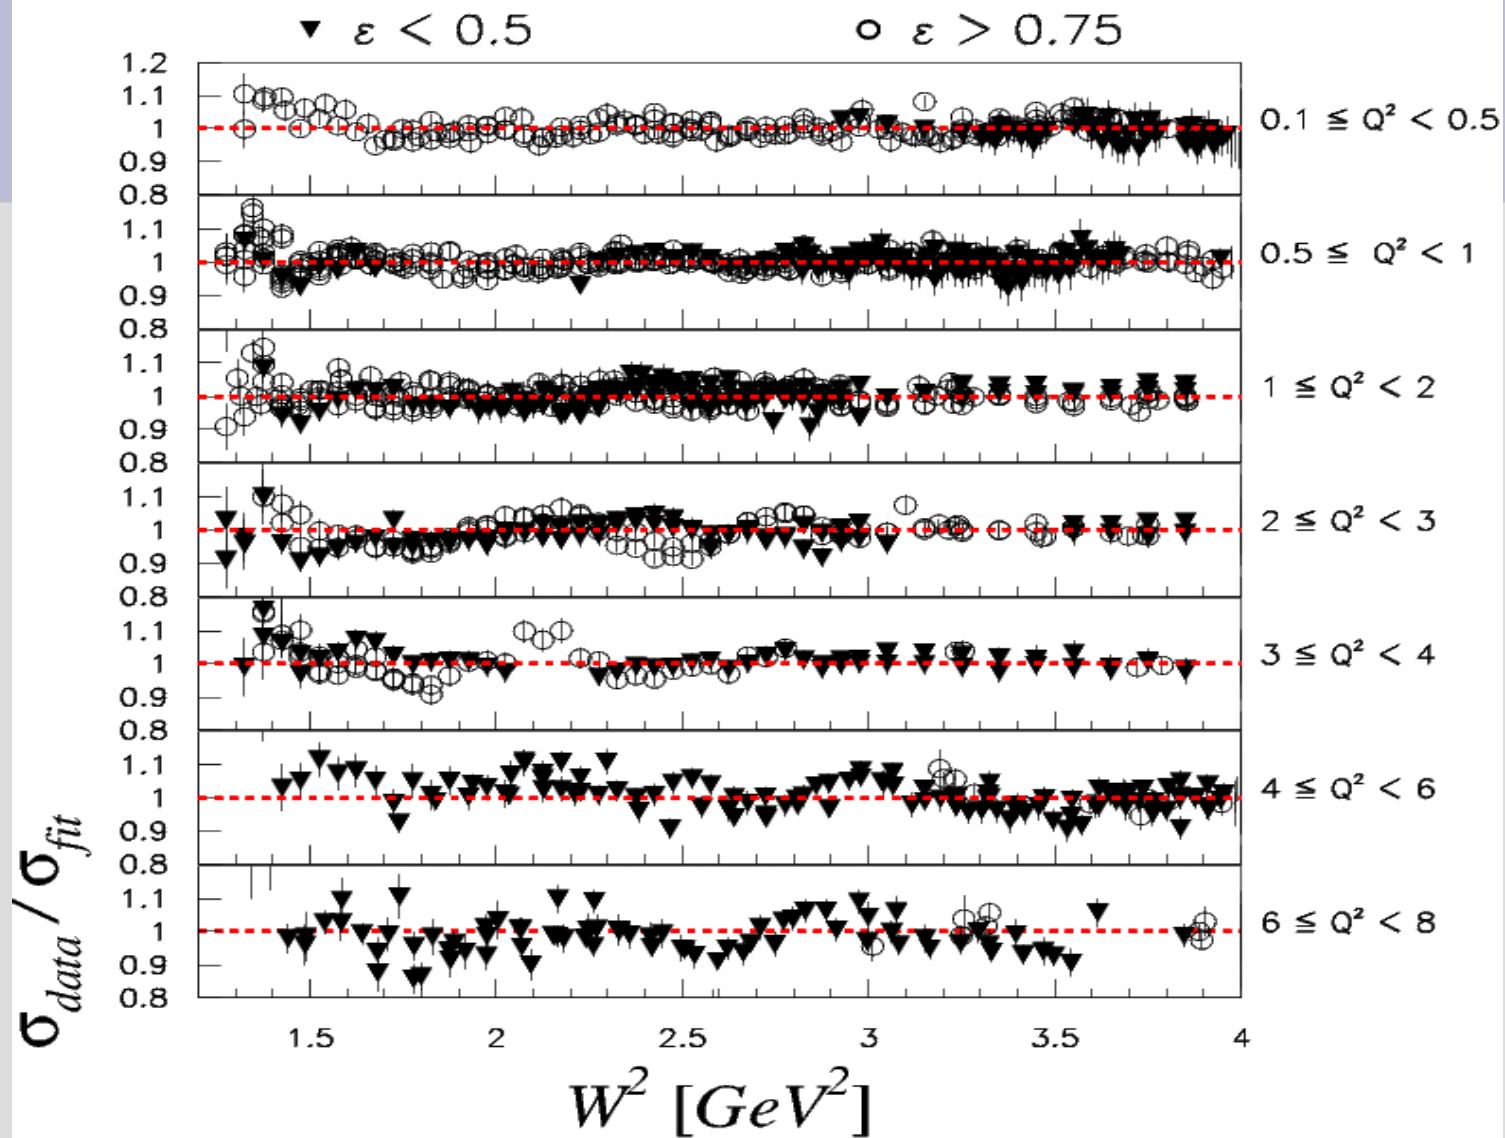 ▼ ε < 0.5 ○ ε > 0.75
1.2
1.1
1
0.9
0.1 ≦ Q² < 0.5
0.8
1.1
1
0.9
0.5 ≦ Q² < 1
0.8
1.1
1
0.9
1 ≦ Q² < 2
0.8
1.1
1
0.9
2 ≦ Q² < 3
0.8
1.1
1
0.9
3 ≦ Q² < 4
0.8
1.1
1
0.9
4 ≦ Q² < 6
0.8
1.1
1
0.9
6 ≦ Q² < 8
0.8
1.5 2 2.5 3 3.5 4
W² [GeV²]
σdata / σfit